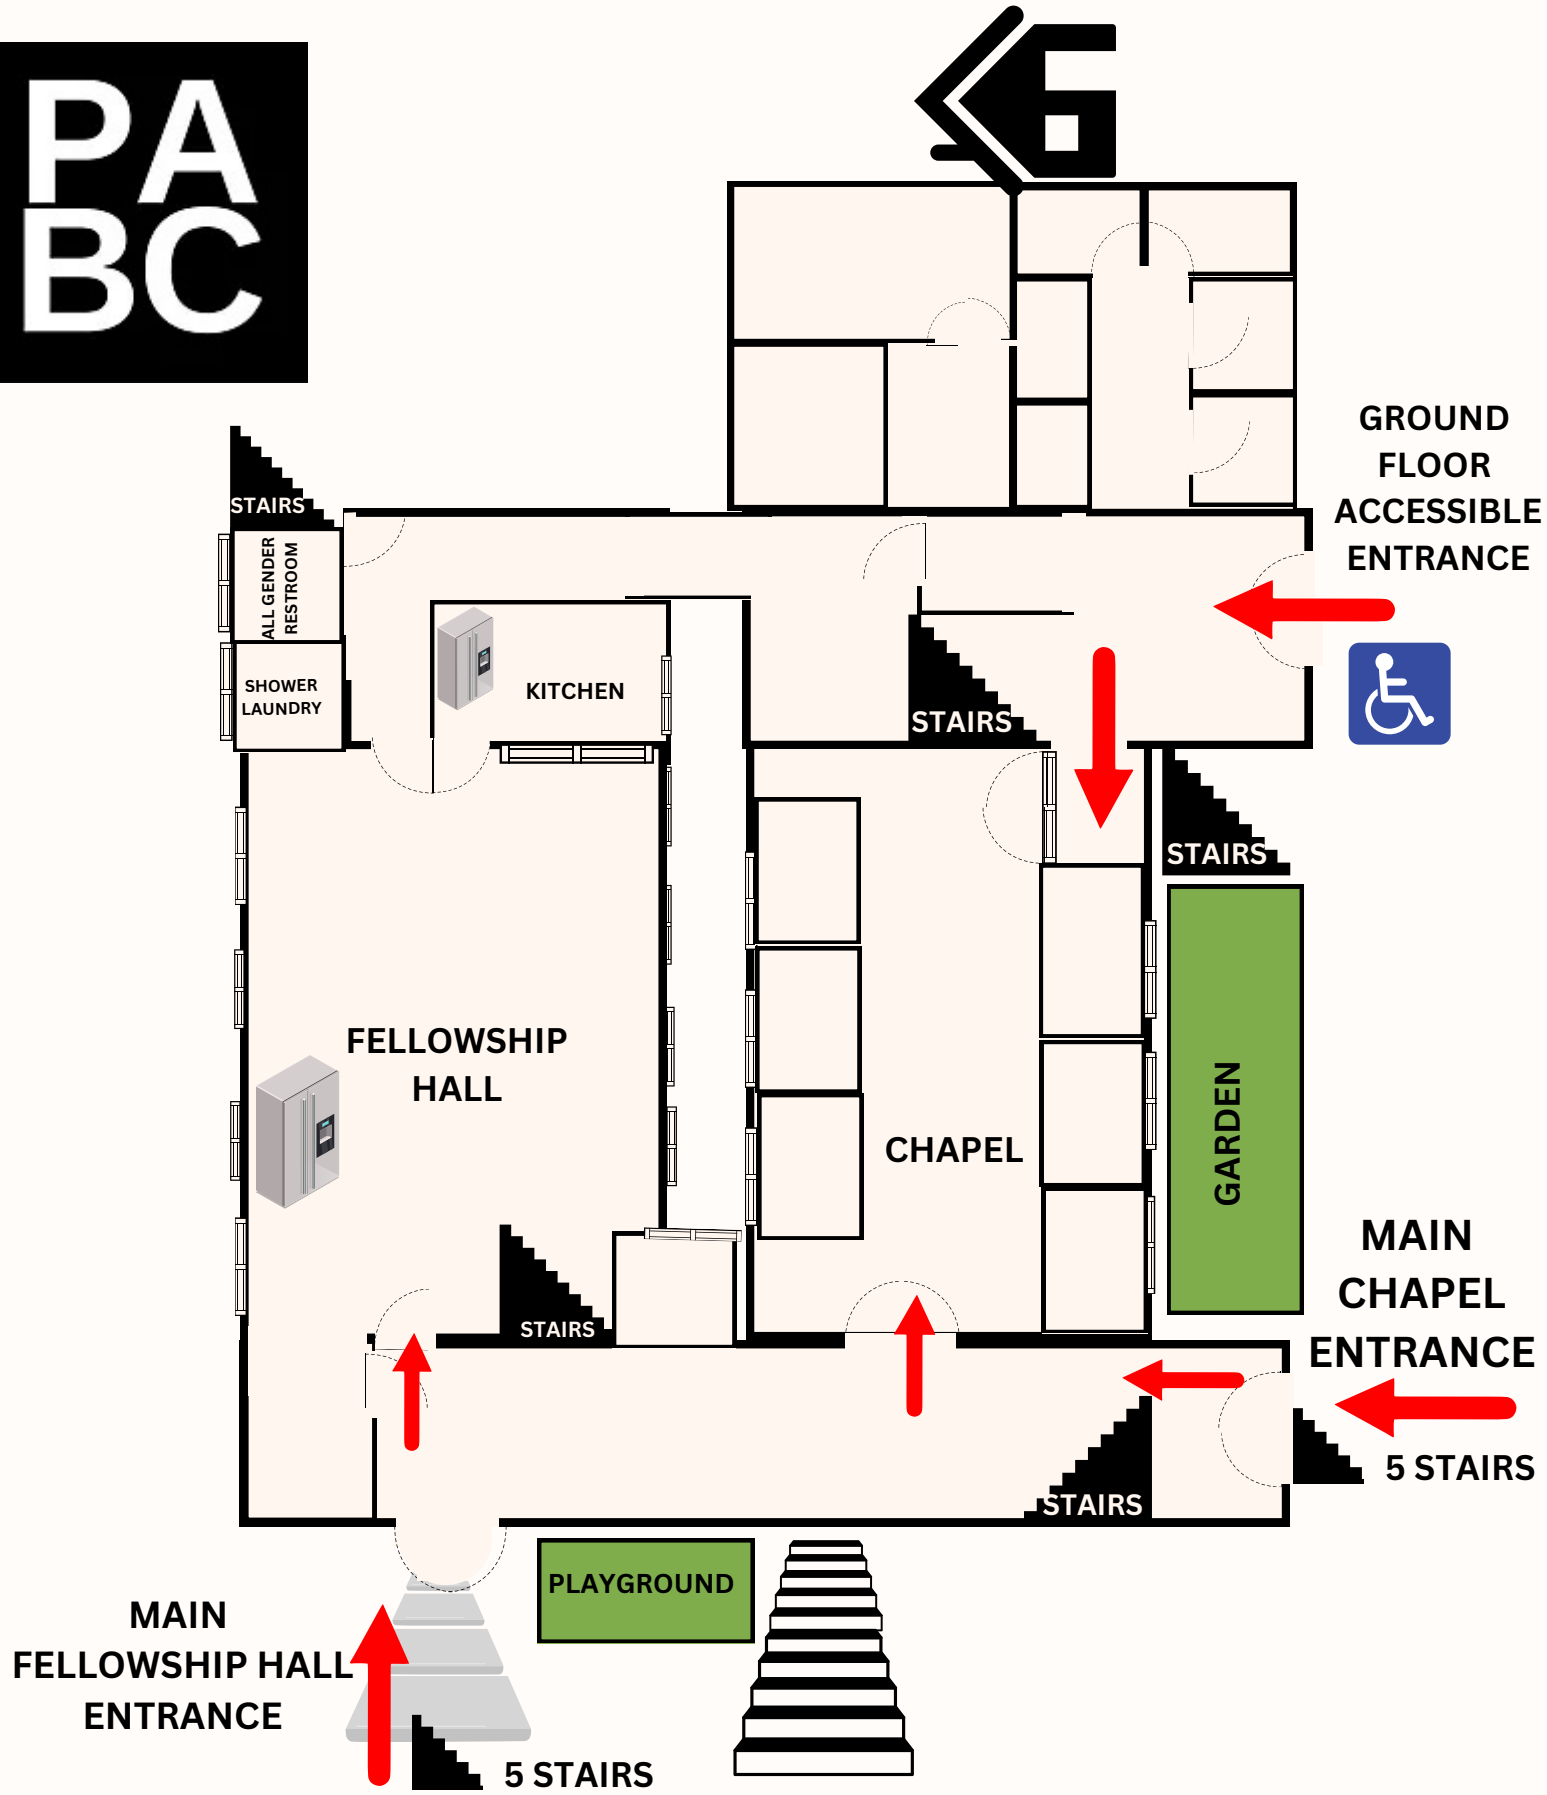 PA
BC
GROUND
FLOOR
ACCESSIBLE
ENTRANCE
STAIRS
ALL GENDER
RESTROOM
SHOWER
LAUNDRY
KITCHEN
STAIRS
STAIRS
FELLOWSHIP
HALL
CHAPEL
GARDEN
MAIN
CHAPEL
ENTRANCE
STAIRS
5 STAIRS
STAIRS
PLAYGROUND
MAIN
FELLOWSHIP HALL
ENTRANCE
5 STAIRS